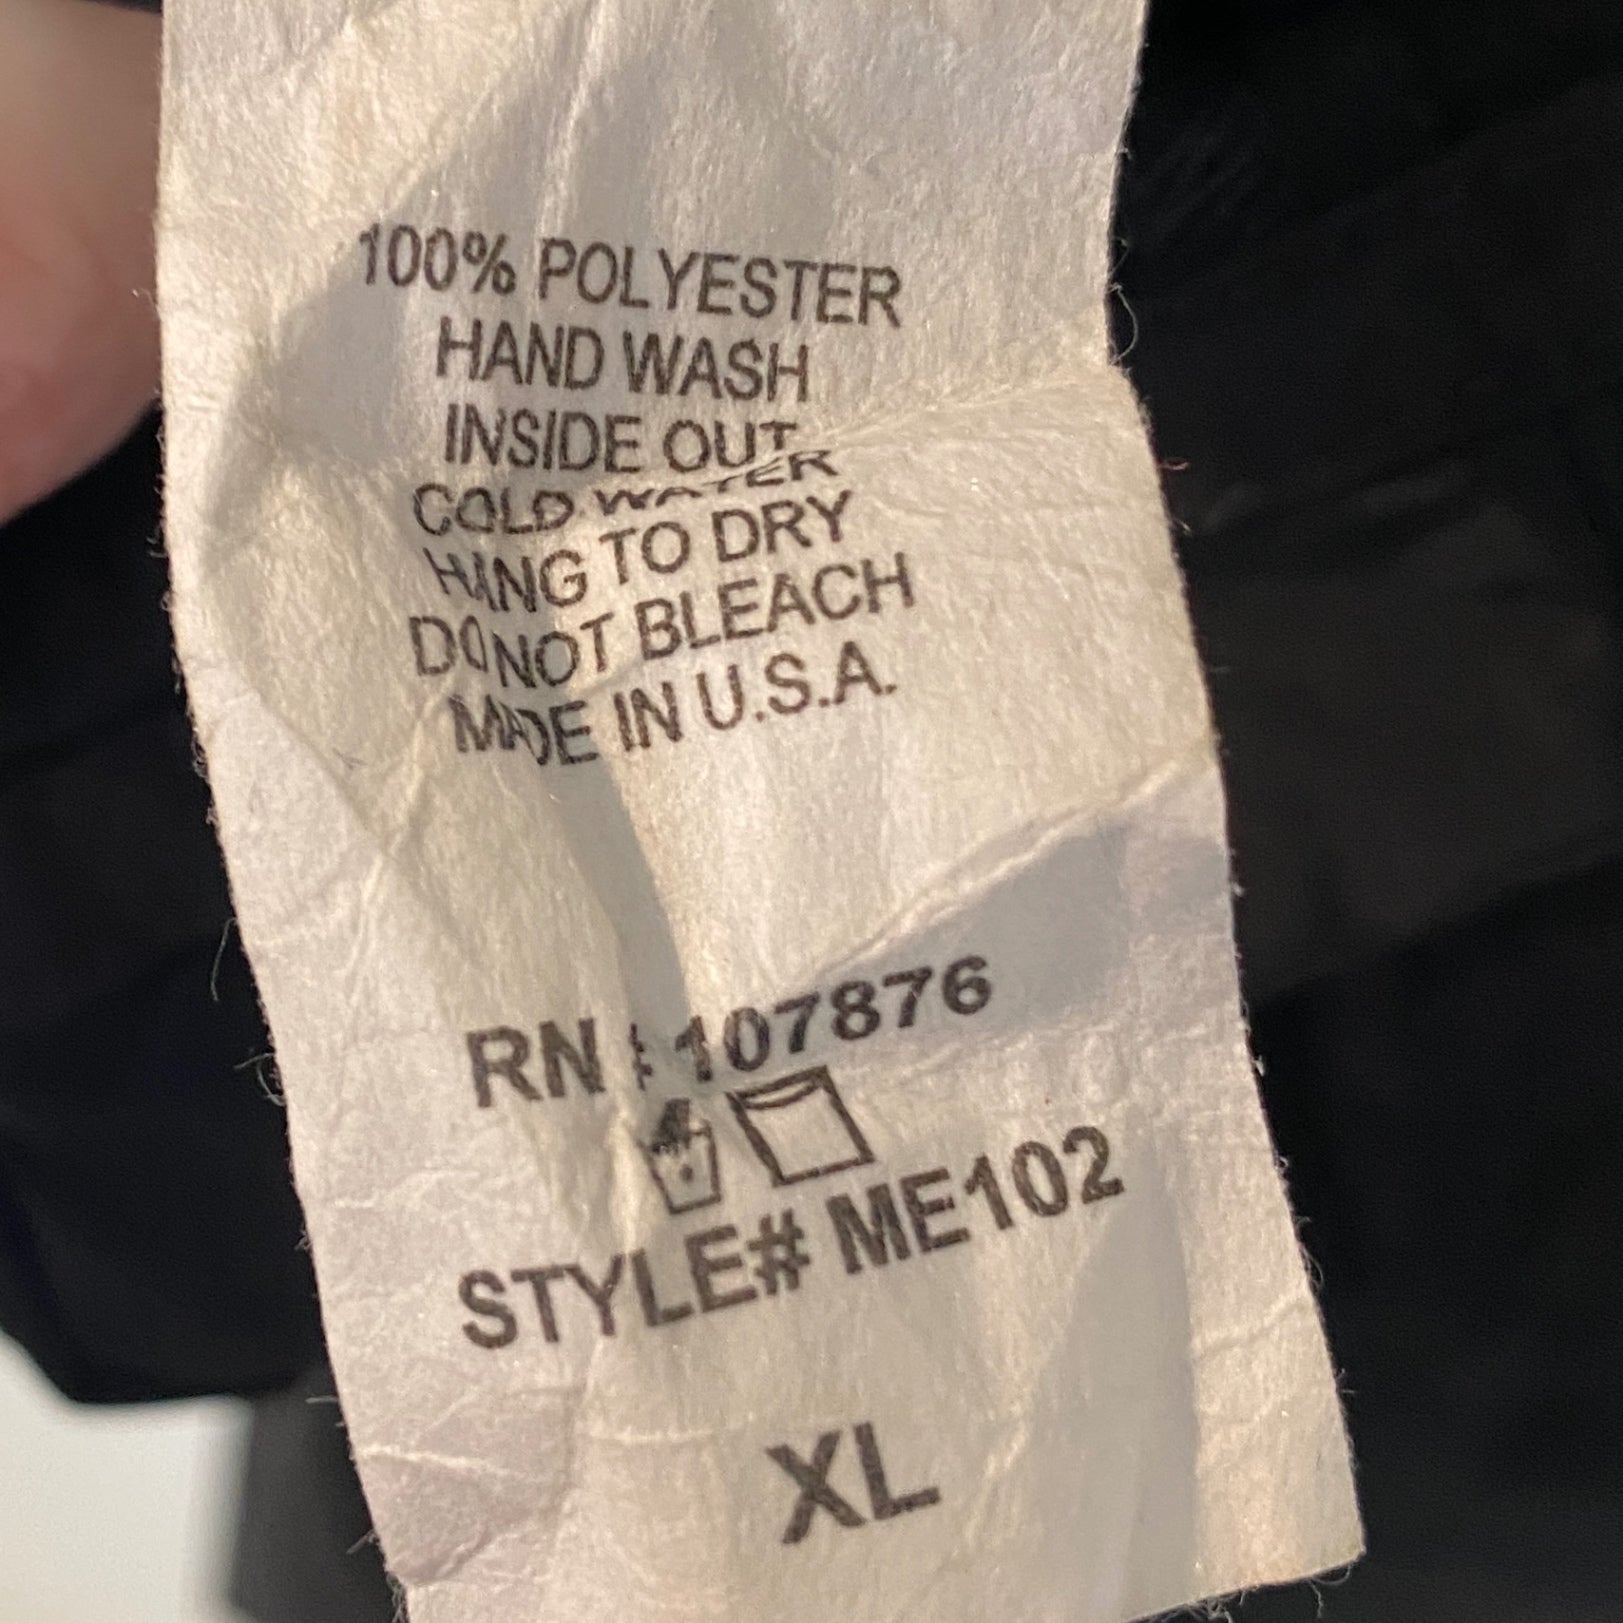 100% POLYESTER
HAND WASH
INSIDE OUT
COLD WATER
HANG TO DRY
DO NOT BLEACH
MADE IN U.S.A.
RN# 107876
STYLE# ME102
XL